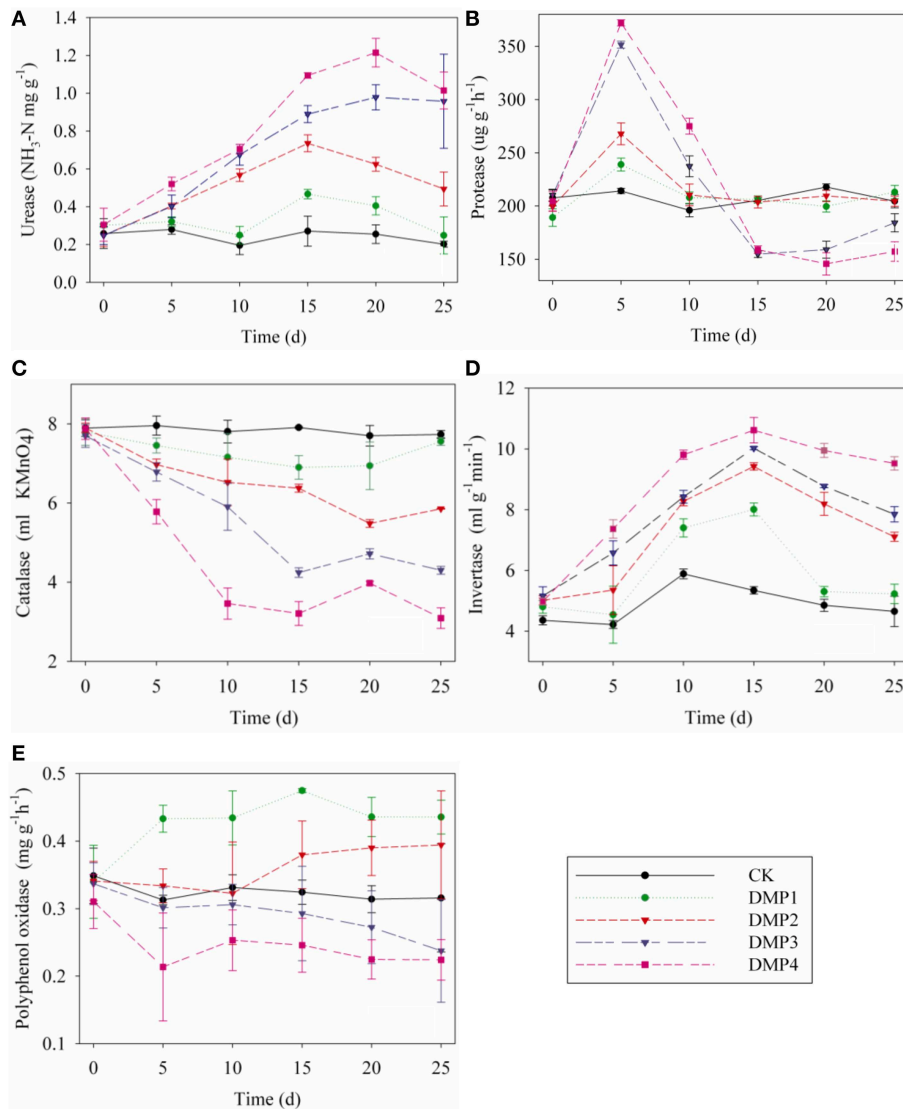 A
1.4
1.2
1.0
0.8
0.6
0.4
0.2
0.0
Urease (NH3-N mg g-1)
0 5 10 15 20 25
Time (d)
B
350
300
250
200
150
Protease (ug g-1h-1)
0 5 10 15 20 25
Time (d)
C
8
6
4
2
Catalase (ml KMnO4)
0 5 10 15 20 25
Time (d)
D
12
10
8
6
4
Invertase (ml g-1min-1)
0 5 10 15 20 25
Time (d)
E
0.5
0.4
0.3
0.2
0.1
Polyphenol oxidase (mg g-1h-1)
0 5 10 15 20 25
Time (d)
CK
DMP1
DMP2
DMP3
DMP4